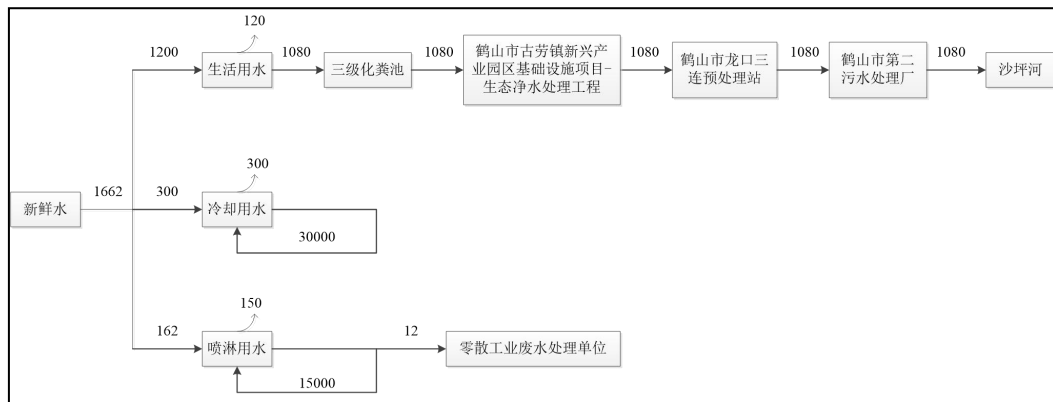 120
1200
生活用水
1080
三级化粪池
1080
鹤山市古劳镇新兴产
业园区基础设施项目-
生态净水处理工程
1080
鹤山市龙口三
连预处理站
1080
鹤山市第二
污水处理厂
1080
沙坪河
新鲜水
1662
300
300
冷却用水
30000
150
162
喷淋用水
15000
12
零散工业废水处理单位